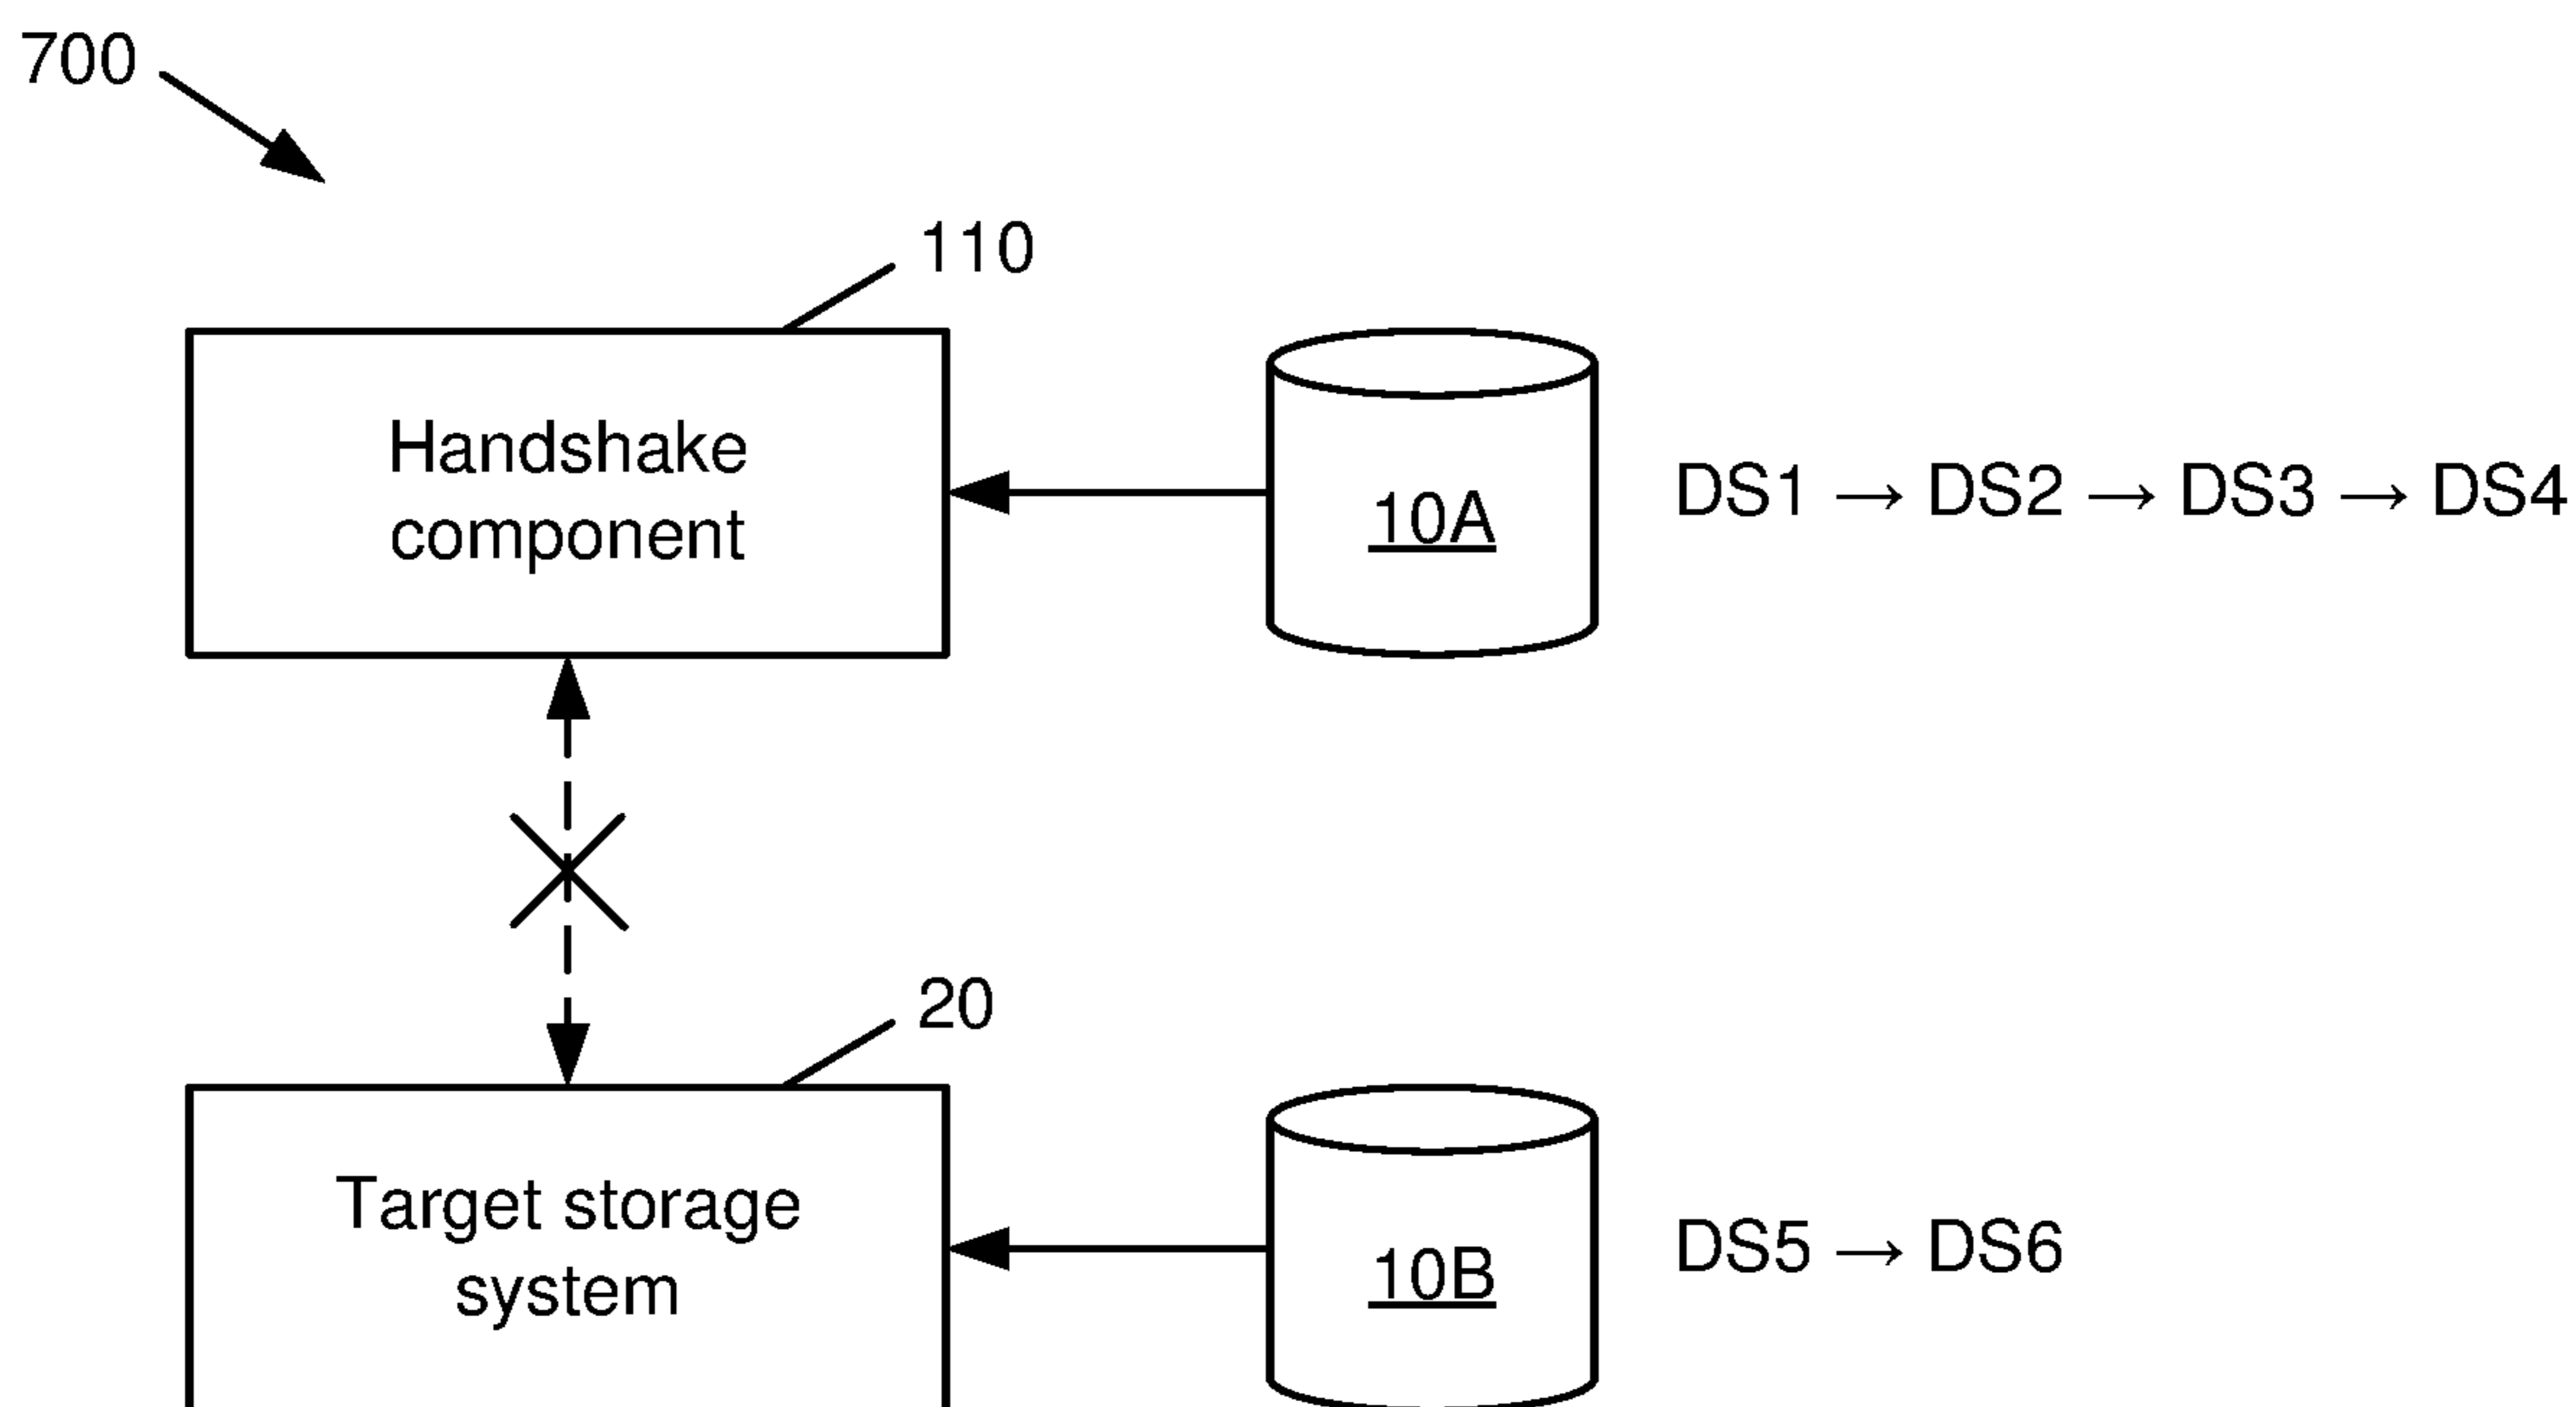 700
110
Handshake
component
10A
DS1 → DS2 → DS3 → DS4
20
Target storage
system
10B
DS5 → DS6